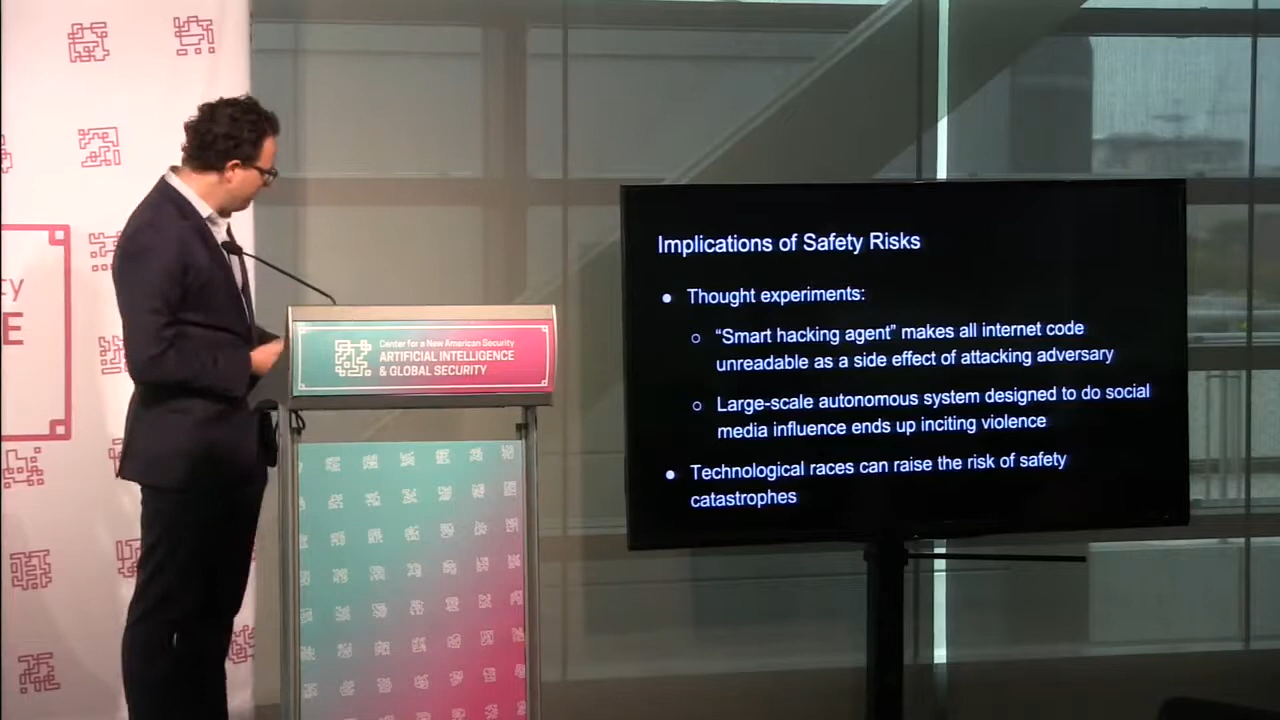 Center for a New American Security
ARTIFICIAL INTELLIGENCE
& GLOBAL SECURITY
Implications of Safety Risks
● Thought experiments:
○ “Smart hacking agent” makes all internet code
unreadable as a side effect of attacking adversary
○ Large-scale autonomous system designed to do social
media influence ends up inciting violence
● Technological races can raise the risk of safety
catastrophes